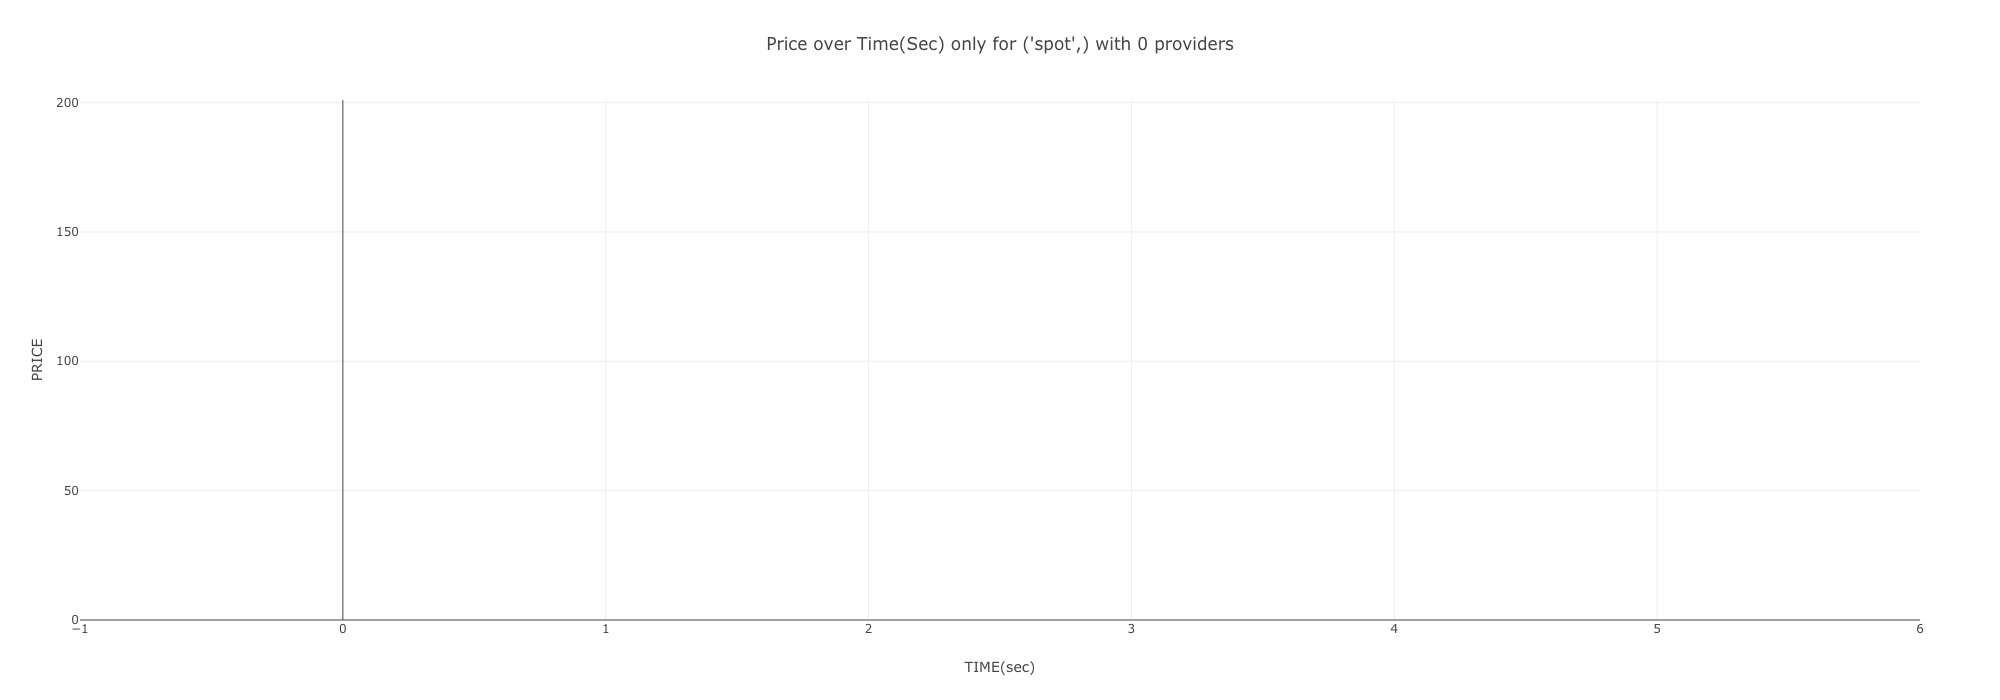 Price over Time(Sec) only for ('spot',) with 0 providers
200
150
100
50
0
PRICE
−1 0 1 2 3 4 5 6
TIME(sec)